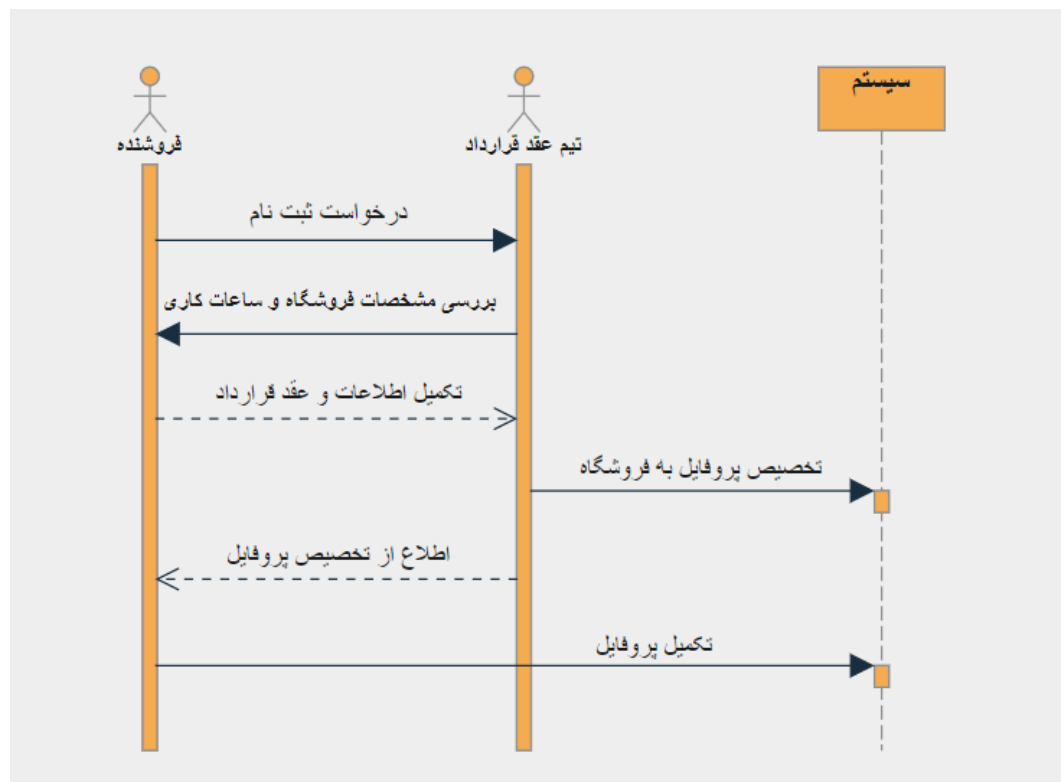 فروشنده
تیم عقد قرارداد
سیستم
درخواست ثبت نام
بررسی مشخصات فروشگاه و ساعات کاری
تکمیل اطلاعات و عقد قرارداد
تخصیص پروفایل به فروشگاه
اطلاع از تخصیص پروفایل
تکمیل پروفایل